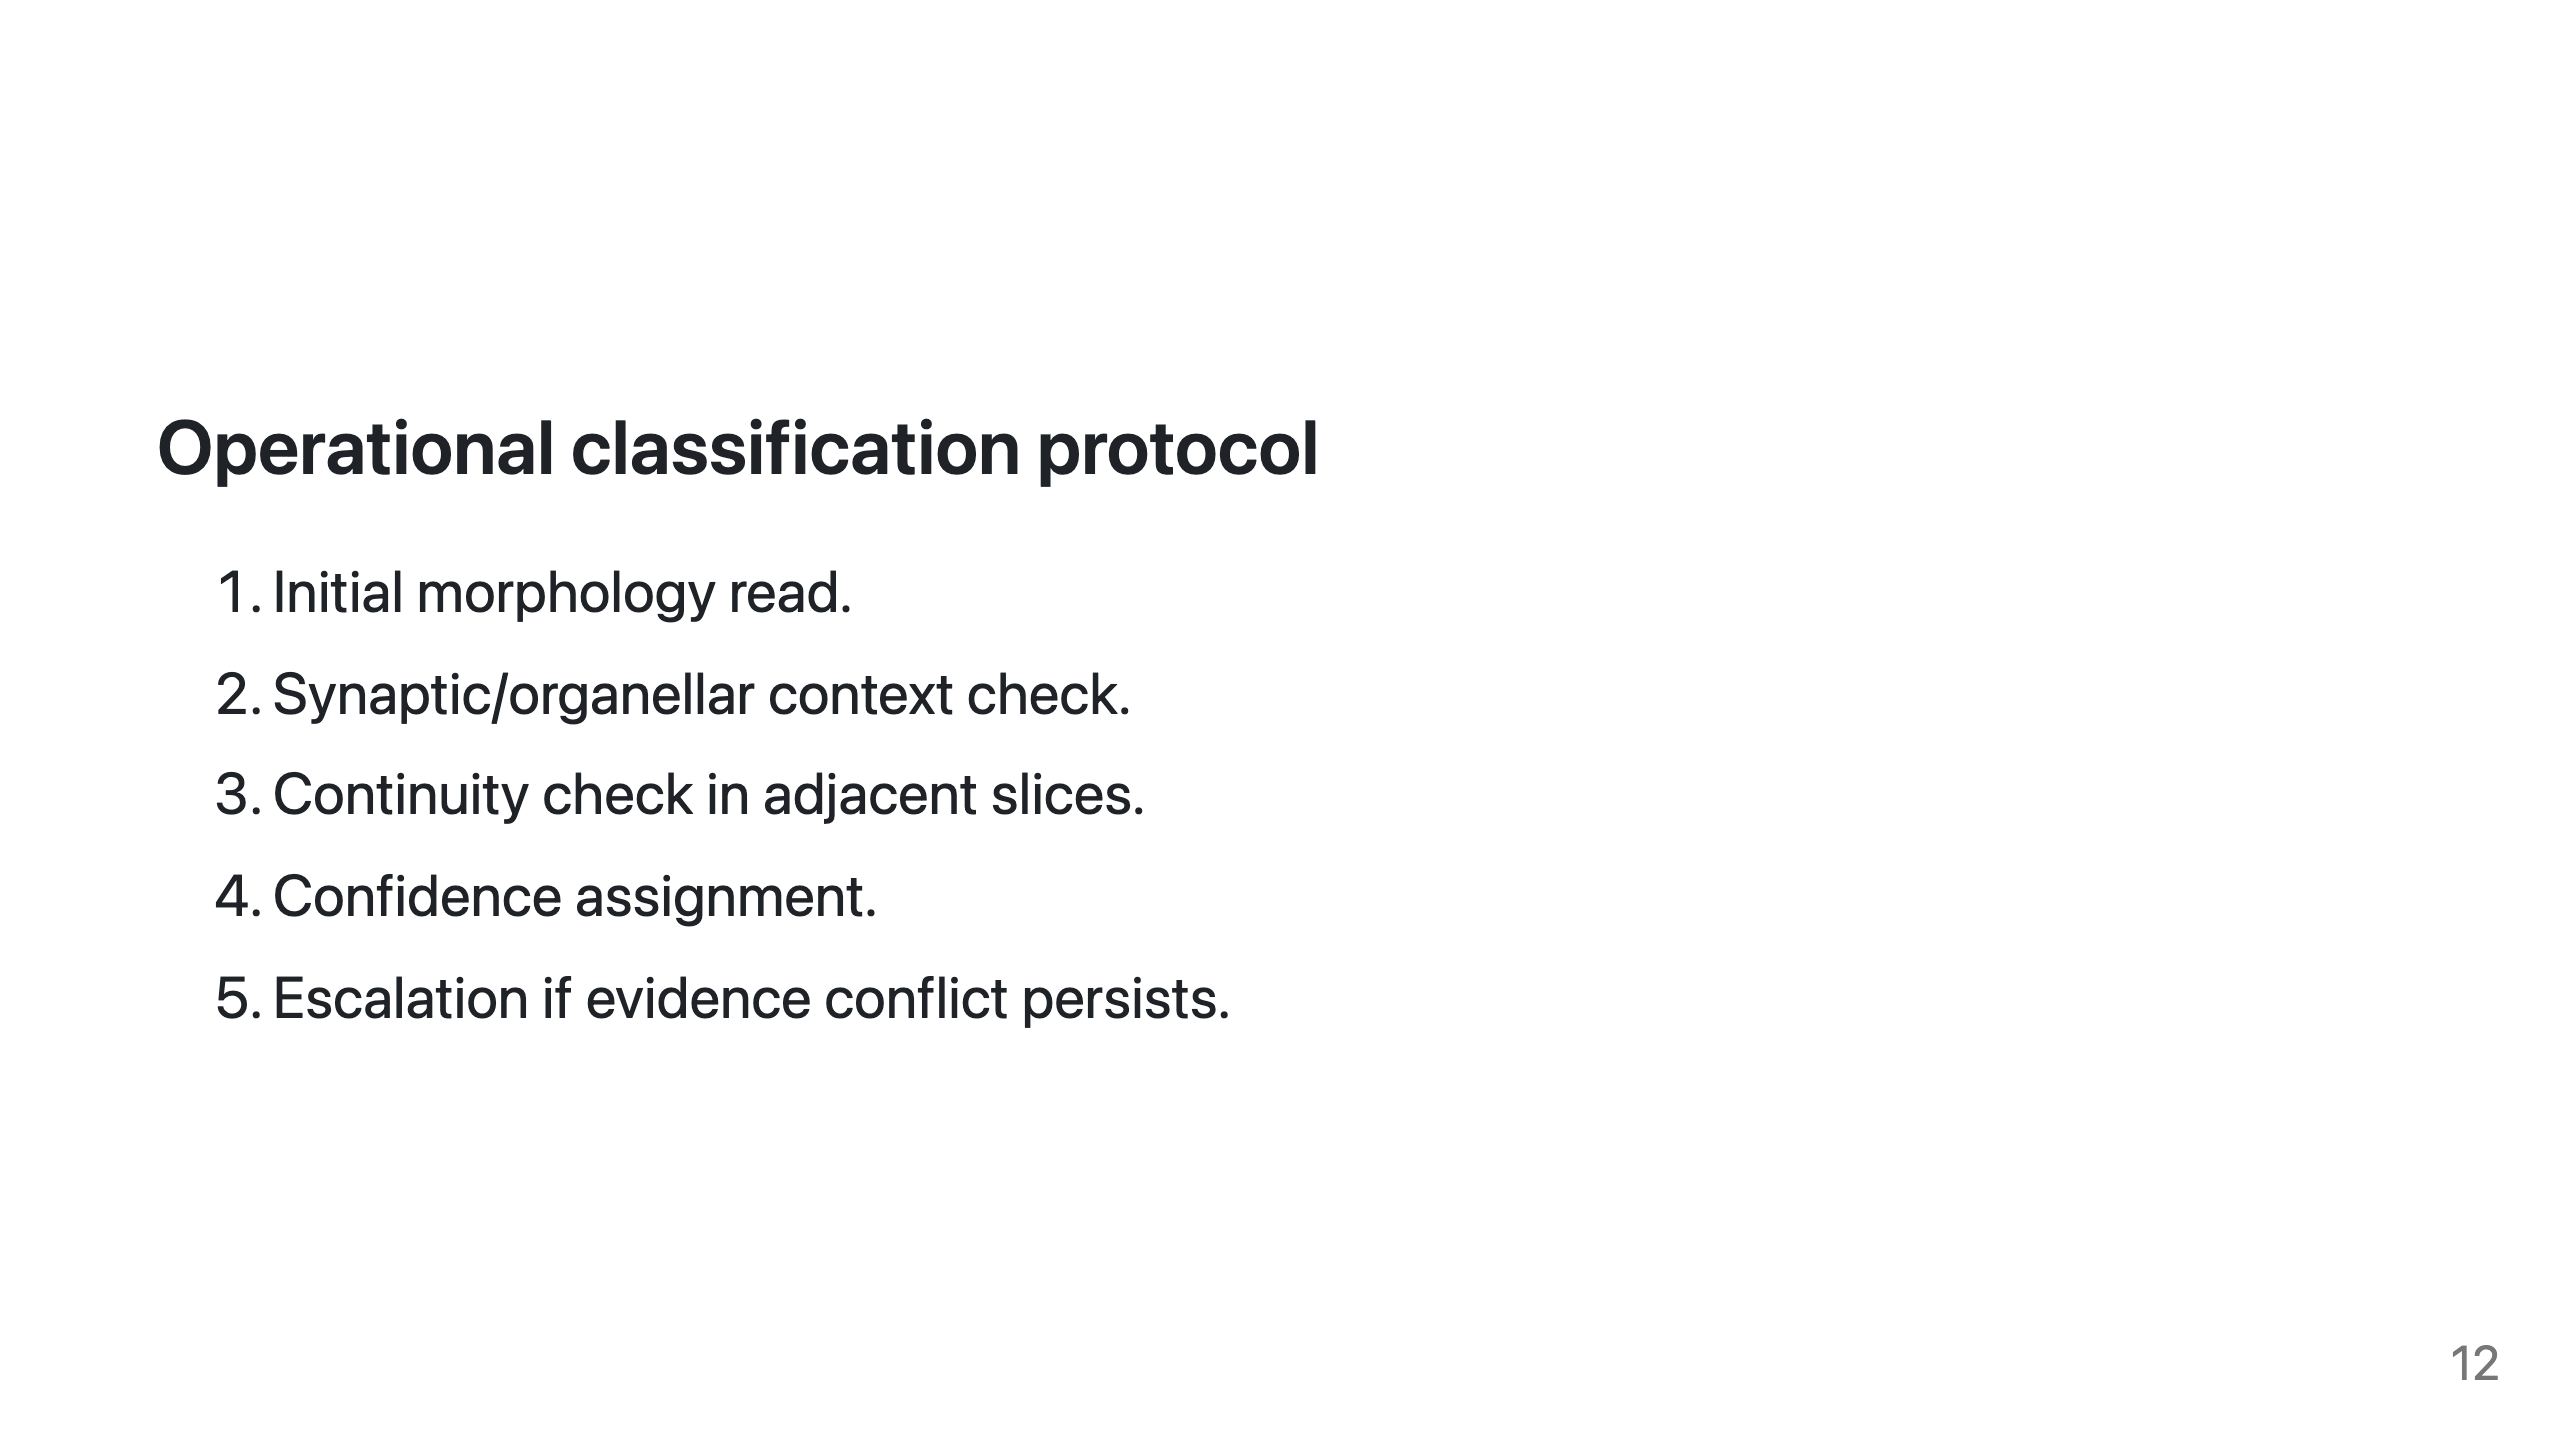 Operational classification protocol
1. Initial morphology read.
2. Synaptic/organellar context check.
3. Continuity check in adjacent slices.
4. Confidence assignment.
5. Escalation if evidence conflict persists.
12